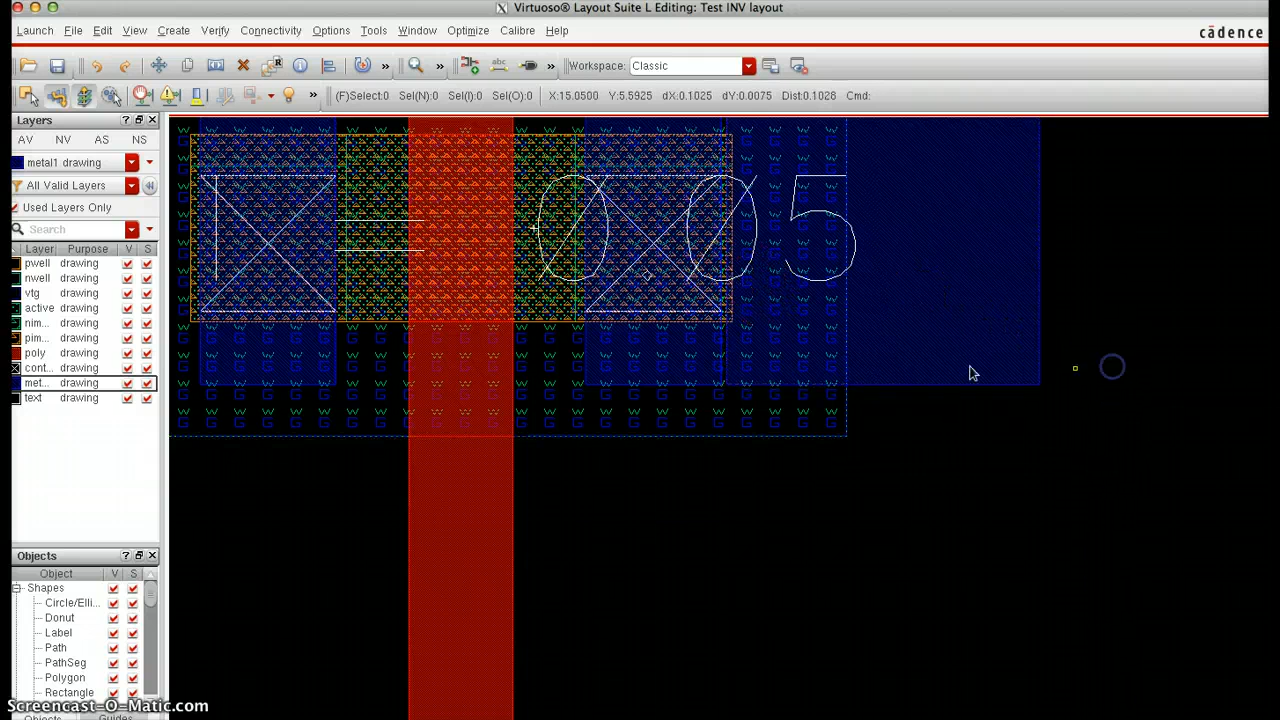 Virtuoso® Layout Suite L Editing: Test INV layout
Launch File Edit View Create Verify Connectivity Options Tools Window Optimize Calibre Help
cādence
Workspace: Classic
(F)Select:0 Sel(N):0 Sel(I):0 Sel(O):0 X:15.0500 Y:5.5925 dX:0.1025 dY:0.0075 Dist:0.1028 Cmd:
Layers
AV NV AS NS
metal1 drawing
All Valid Layers
Used Layers Only
Search
Layer Purpose V S
pwell drawing
nwell drawing
vtg drawing
active drawing
nim... drawing
pim... drawing
poly drawing
cont... drawing
met... drawing
text drawing
Objects
Object V S
Shapes
Circle/Elli...
Donut
Label
Path
PathSeg
Polygon
Rectangle
Objects Guides
Screencast-O-Matic.com